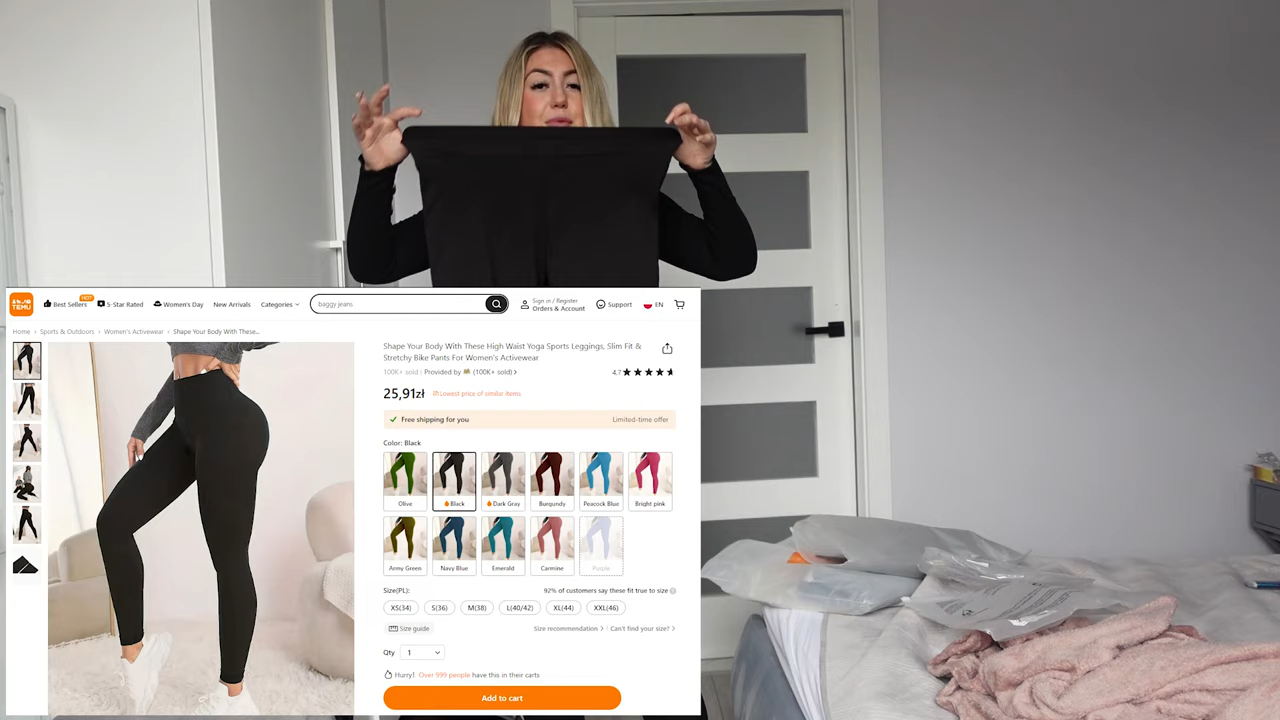 TEMU
Best Sellers
HOT
5-Star Rated
Women's Day
New Arrivals
Categories
baggy jeans
Sign in / Register
Orders & Account
Support
EN
Home › Sports & Outdoors › Women's Activewear › Shape Your Body With These...
Shape Your Body With These High Waist Yoga Sports Leggings, Slim Fit &
Stretchy Bike Pants For Women's Activewear
100K+ sold | Provided by (100K+ sold) ›
4.7
25,91zł
Lowest price of similar items
Free shipping for you
Limited-time offer
Color: Black
Olive
Black
Dark Gray
Burgundy
Peacock Blue
Bright pink
Army Green
Navy Blue
Emerald
Carmine
Purple
Size(PL):
92% of customers say these fit true to size
XS(34)
S(36)
M(38)
L(40/42)
XL(44)
XXL(46)
Size guide
Size recommendation › | Can't find your size? ›
Qty
1
Hurry! Over 999 people have this in their carts
Add to cart